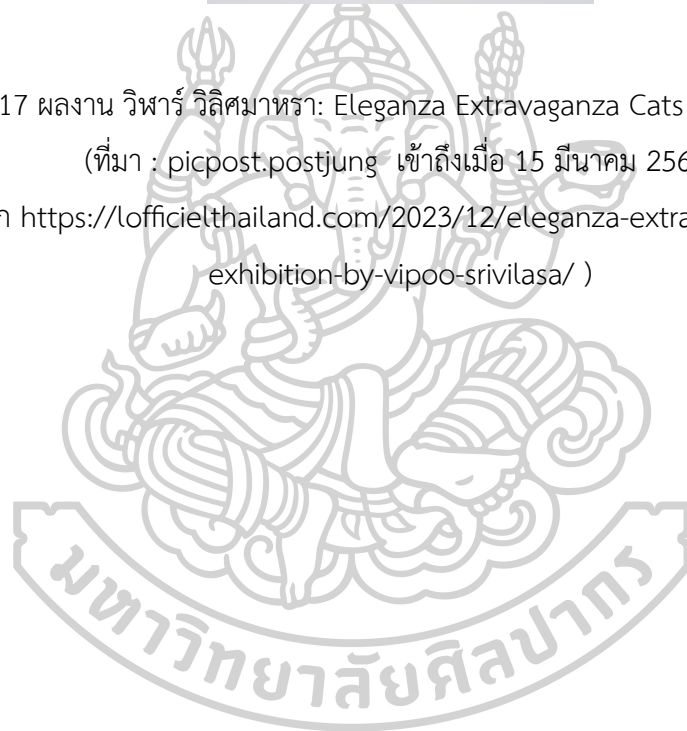 17 ผลงาน วิฬาร์ วิลิศมาหรา: Eleganza Extravaganza Cats
(ที่มา : picpost.postjung เข้าถึงเมื่อ 15 มีนาคม 256
https://lofficielthailand.com/2023/12/eleganza-extra
exhibition-by-vipoo-srivilasa/ )
มหาวิทยาลัยศิลปากร